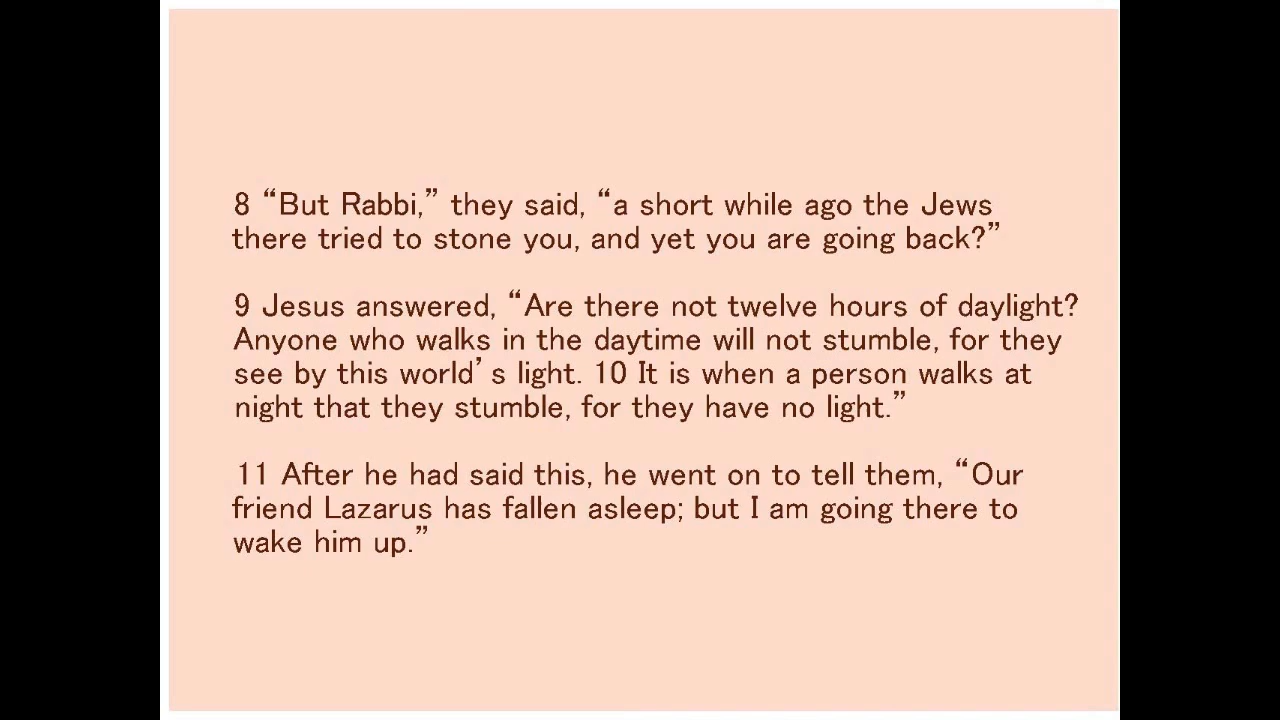 8 “But Rabbi,” they said, “a short while ago the Jews
there tried to stone you, and yet you are going back?”
9 Jesus answered, “Are there not twelve hours of daylight?
Anyone who walks in the daytime will not stumble, for they
see by this world’s light. 10 It is when a person walks at
night that they stumble, for they have no light.”
11 After he had said this, he went on to tell them, “Our
friend Lazarus has fallen asleep; but I am going there to
wake him up.”